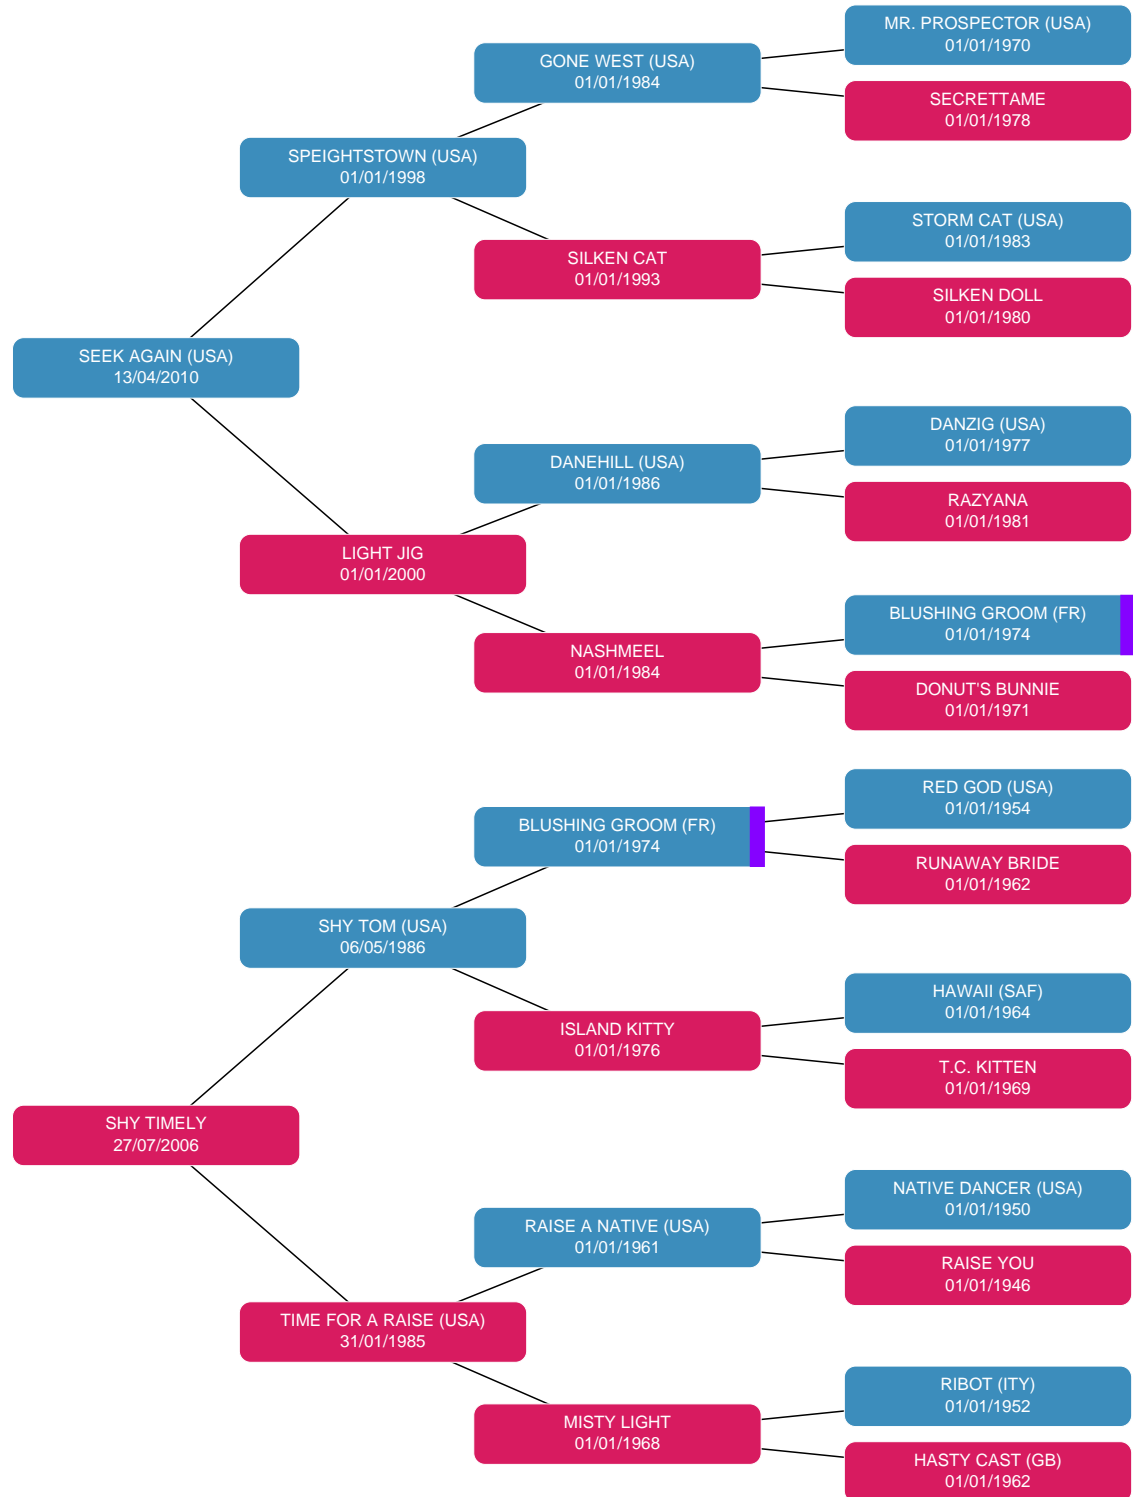 MR. PROSPECTOR (USA)
01/01/1970
GONE WEST (USA)
01/01/1984
SECRETTAME
01/01/1978
SPEIGHTSTOWN (USA)
01/01/1998
STORM CAT (USA)
01/01/1983
SILKEN CAT
01/01/1993
SILKEN DOLL
01/01/1980
SEEK AGAIN (USA)
13/04/2010
DANZIG (USA)
01/01/1977
DANEHILL (USA)
01/01/1986
RAZYANA
01/01/1981
LIGHT JIG
01/01/2000
BLUSHING GROOM (FR)
01/01/1974
NASHMEEL
01/01/1984
DONUT'S BUNNIE
01/01/1971
RED GOD (USA)
01/01/1954
BLUSHING GROOM (FR)
01/01/1974
RUNAWAY BRIDE
01/01/1962
SHY TOM (USA)
06/05/1986
HAWAII (SAF)
01/01/1964
ISLAND KITTY
01/01/1976
T.C. KITTEN
01/01/1969
SHY TIMELY
27/07/2006
NATIVE DANCER (USA)
01/01/1950
RAISE A NATIVE (USA)
01/01/1961
RAISE YOU
01/01/1946
TIME FOR A RAISE (USA)
31/01/1985
RIBOT (ITY)
01/01/1952
MISTY LIGHT
01/01/1968
HASTY CAST (GB)
01/01/1962